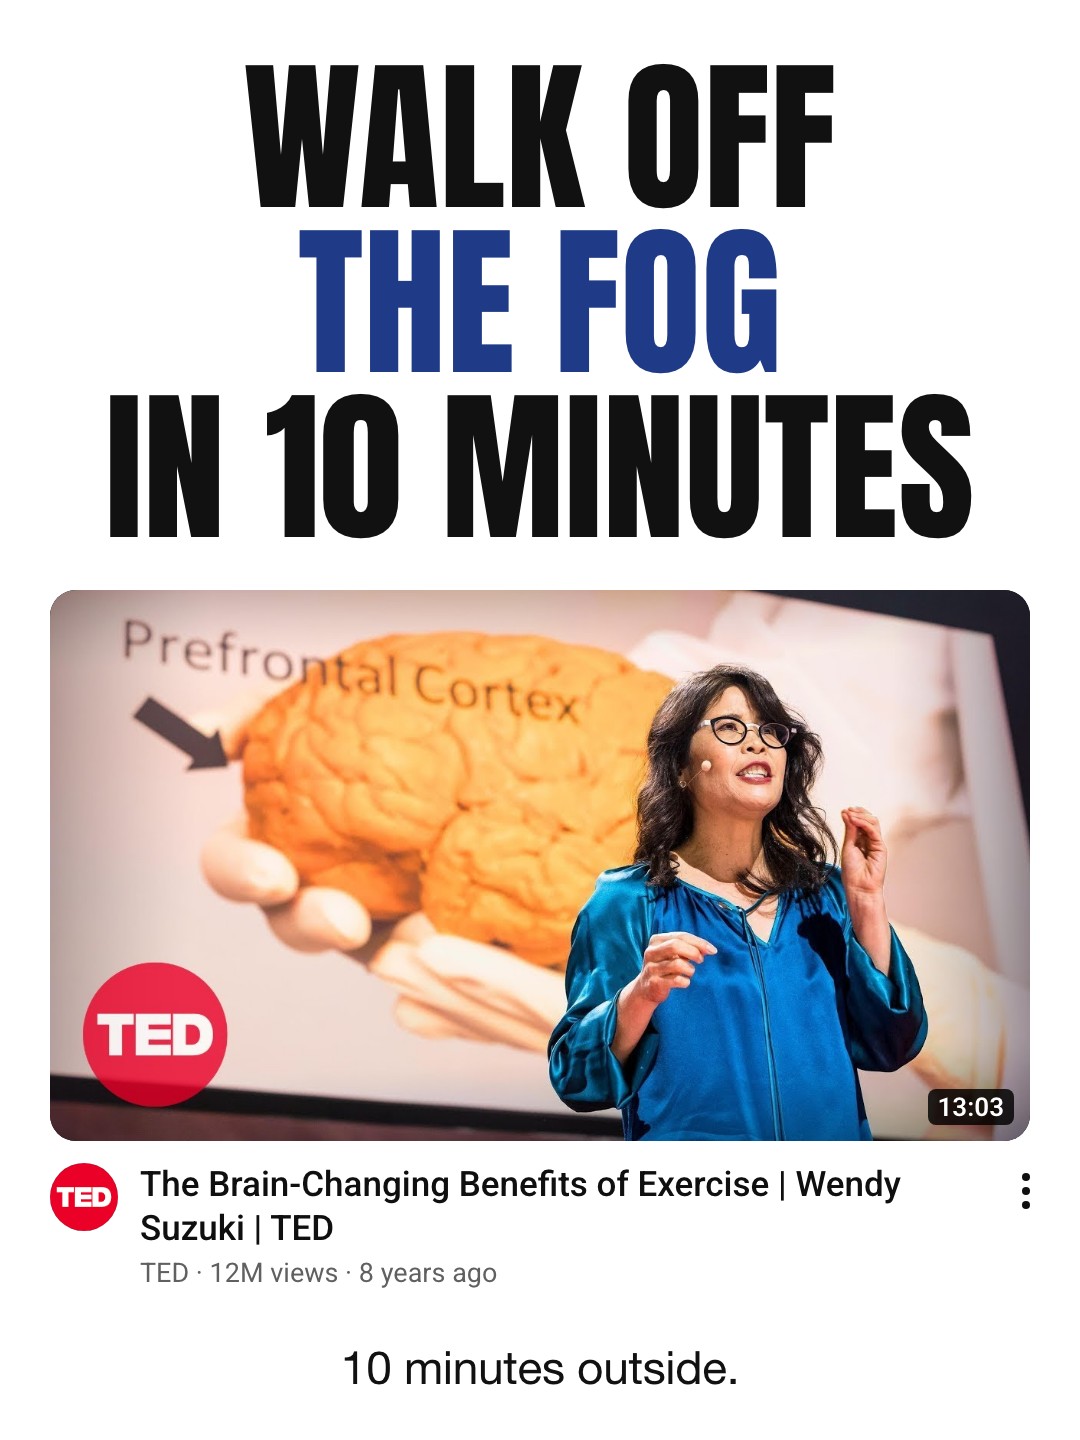 WALK OFF
THE FOG
IN 10 MINUTES
Prefrontal Cortex
TED
13:03
TED
The Brain-Changing Benefits of Exercise | Wendy
Suzuki | TED
TED · 12M views · 8 years ago
10 minutes outside.